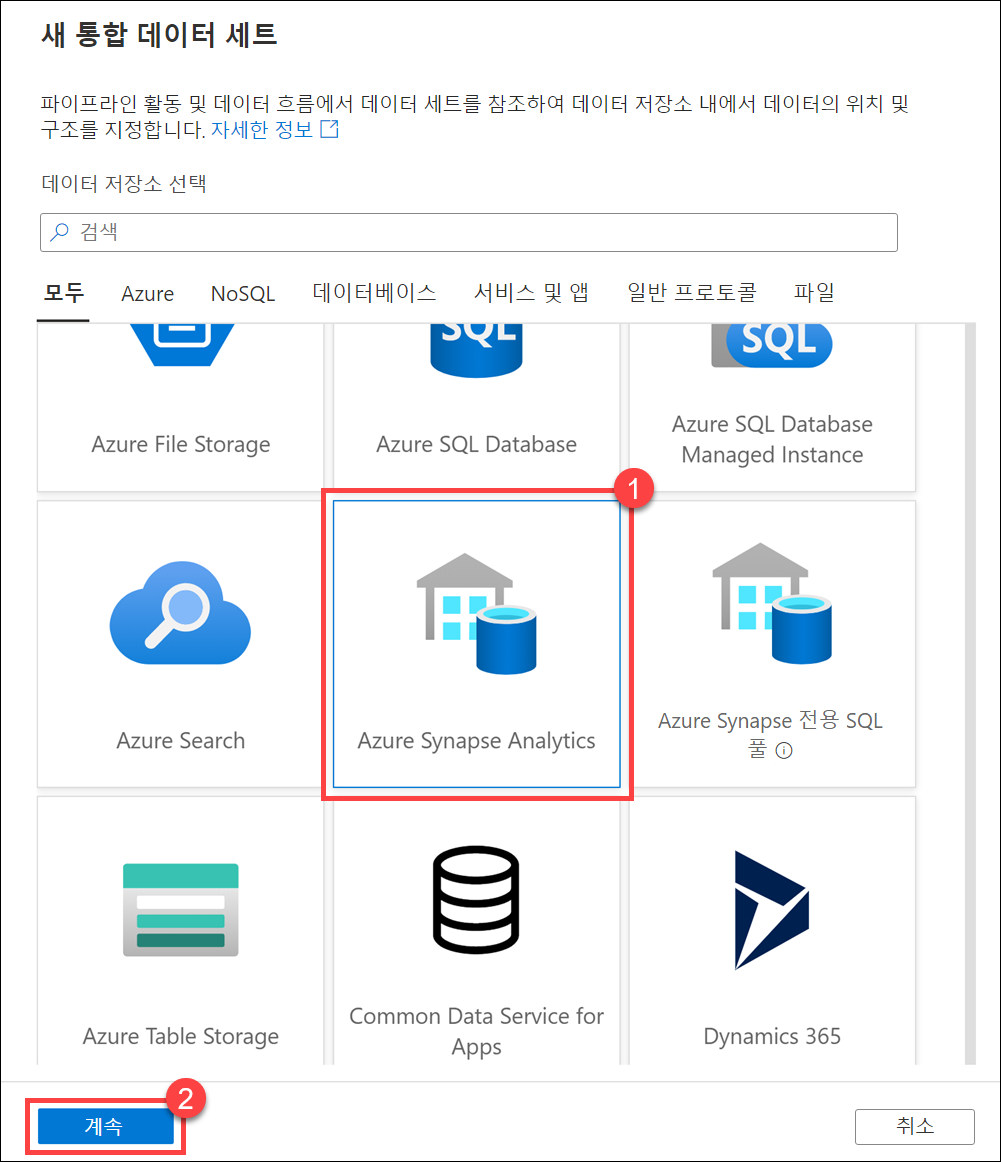 새 통합 데이터 세트
파이프라인 활동 및 데이터 흐름에서 데이터 세트를 참조하여 데이터 저장소 내에서 데이터의 위치 및
구조를 지정합니다. 자세한 정보
데이터 저장소 선택
검색
모두 Azure NoSQL 데이터베이스 서비스 및 앱 일반 프로토콜 파일
SQL SQL
Azure File Storage
Azure SQL Database
Azure SQL Database
Managed Instance
1
Azure Search
Azure Synapse Analytics
Azure Synapse 전용 SQL
풀
Azure Table Storage
Common Data Service for
Apps
Dynamics 365
2
계속
취소